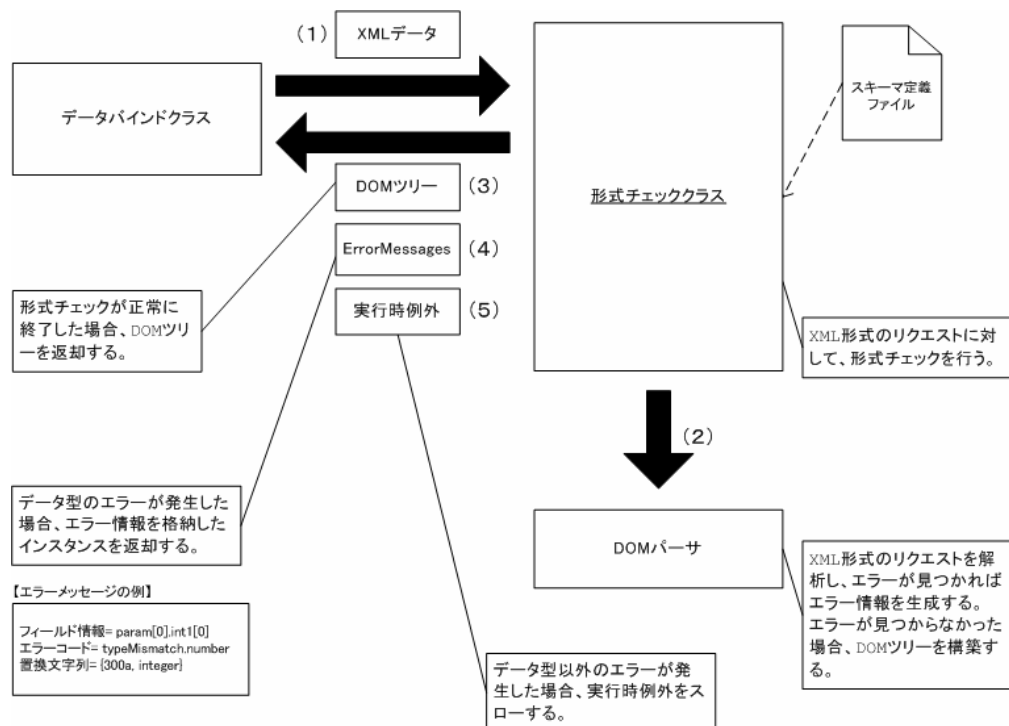 (1)
XMLデータ
データバインドクラス
スキーマ定義
ファイル
DOMツリー
(3)
形式チェッククラス
ErrorMessages
(4)
実行時例外
(5)
形式チェックが正常に
終了した場合、DOMツリ
ーを返却する。
XML形式のリクエストに対
して、形式チェックを行う。
(2)
データ型のエラーが発生した
場合、エラー情報を格納した
インスタンスを返却する。
DOMパーサ
XML形式のリクエストを解
析し、エラーが見つかれば
エラー情報を生成する。
エラーが見つからなかった
場合、DOMツリーを構築す
る。
【エラーメッセージの例】
フィールド情報= param[0].int1[0]
エラーコード= typeMismatch.number
置換文字列= {300a, integer}
データ型以外のエラーが発
生した場合、実行時例外をス
ローする。